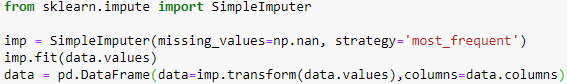 from sklearn.impute import SimpleImputer
imp = SimpleImputer(missing_values=np.nan, strategy='most_frequent')
imp.fit(data.values)
data = pd.DataFrame(data=imp.transform(data.values),columns=data.columns)